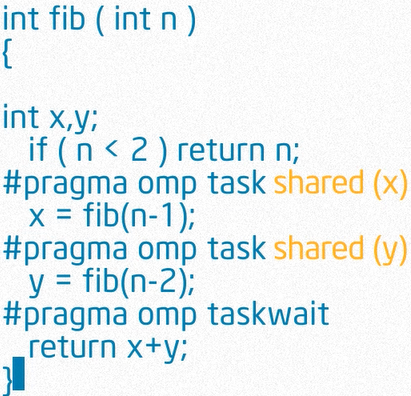 int fib ( int n )
{
int x,y;
if ( n < 2 ) return n;
#pragma omp task shared (x)
x = fib(n-1);
#pragma omp task shared (y)
y = fib(n-2);
#pragma omp taskwait
return x+y;
}